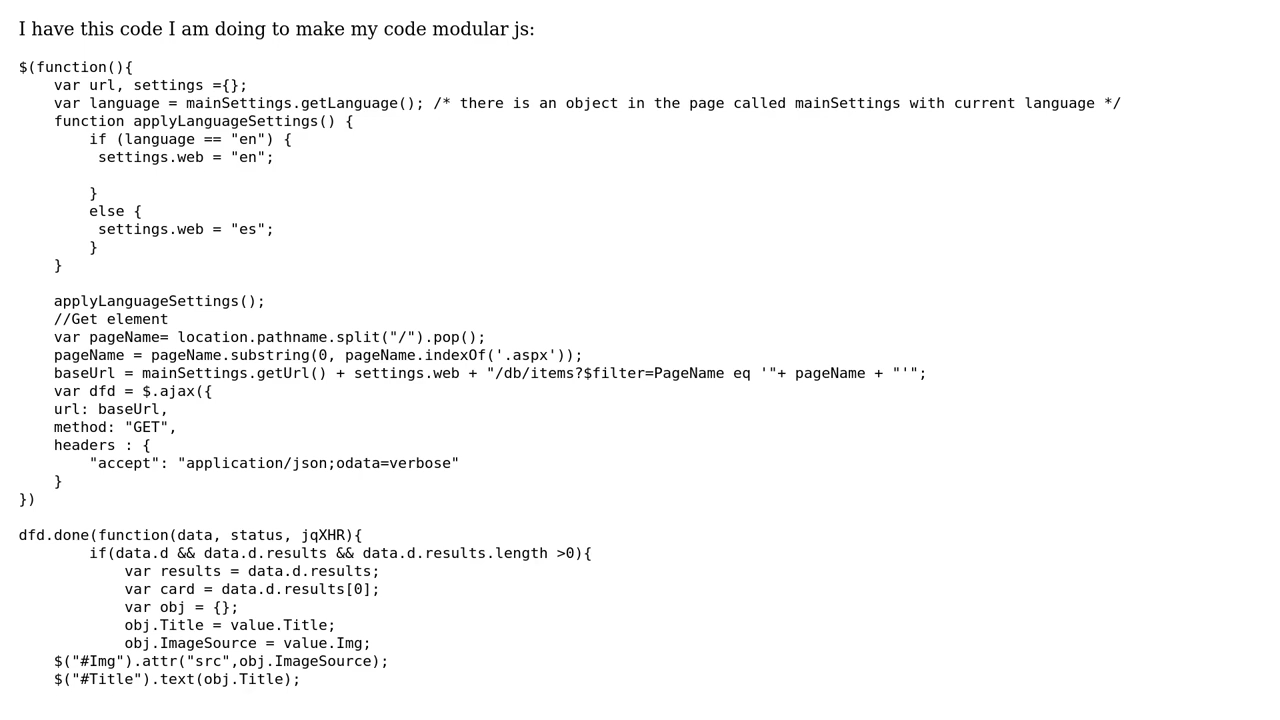 I have this code I am doing to make my code modular js:
$(function(){
    var url, settings ={};
    var language = mainSettings.getLanguage(); /* there is an object in the page called mainSettings with current language */
    function applyLanguageSettings() {
        if (language == "en") {
         settings.web = "en";

        }
        else {
         settings.web = "es";
        }
    }

    applyLanguageSettings();
    //Get element
    var pageName= location.pathname.split("/").pop();
    pageName = pageName.substring(0, pageName.indexOf('.aspx'));
    baseUrl = mainSettings.getUrl() + settings.web + "/db/items?$filter=PageName eq '"+ pageName + "'";
    var dfd = $.ajax({
    url: baseUrl,
    method: "GET",
    headers : {
        "accept": "application/json;odata=verbose"
    }
})

dfd.done(function(data, status, jqXHR){
        if(data.d && data.d.results && data.d.results.length >0){
            var results = data.d.results;
            var card = data.d.results[0];
            var obj = {};
            obj.Title = value.Title;
            obj.ImageSource = value.Img;
    $("#Img").attr("src",obj.ImageSource);
    $("#Title").text(obj.Title);